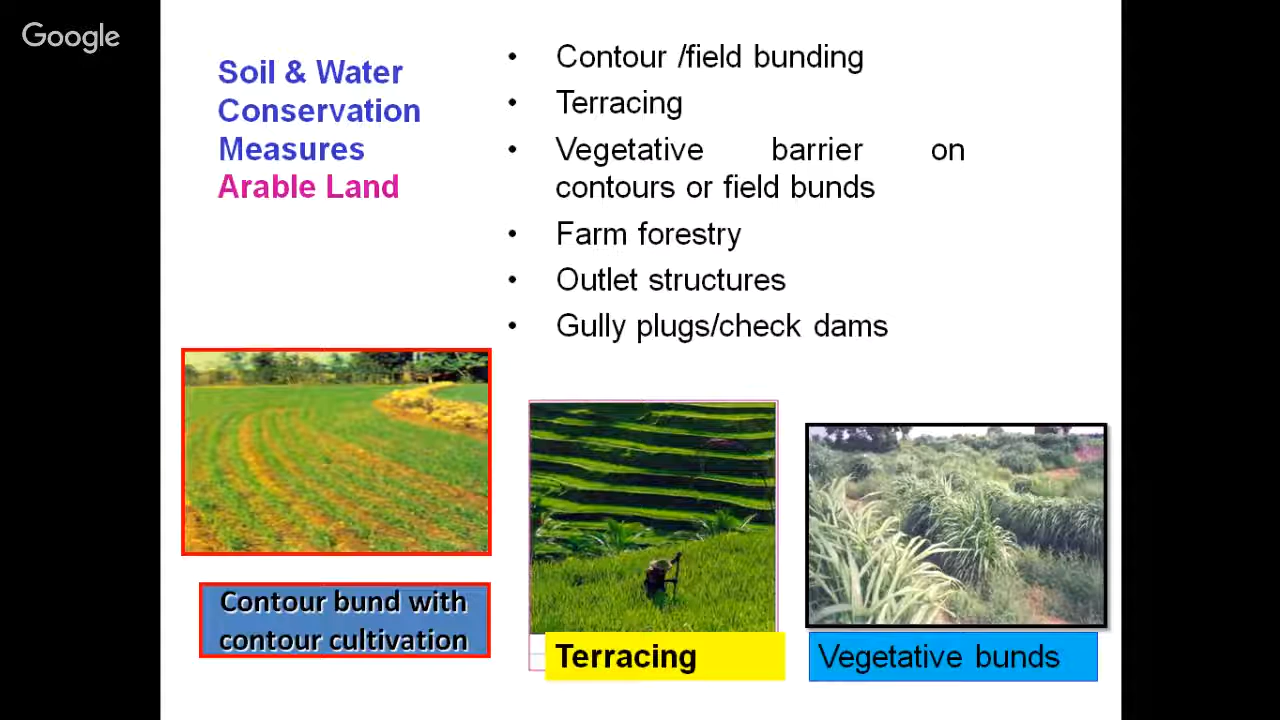 Google
Soil & Water
Conservation
Measures
Arable Land
• Contour /field bunding
• Terracing
• Vegetative barrier on
contours or field bunds
• Farm forestry
• Outlet structures
• Gully plugs/check dams
Contour bund with
contour cultivation
Terracing
Vegetative bunds